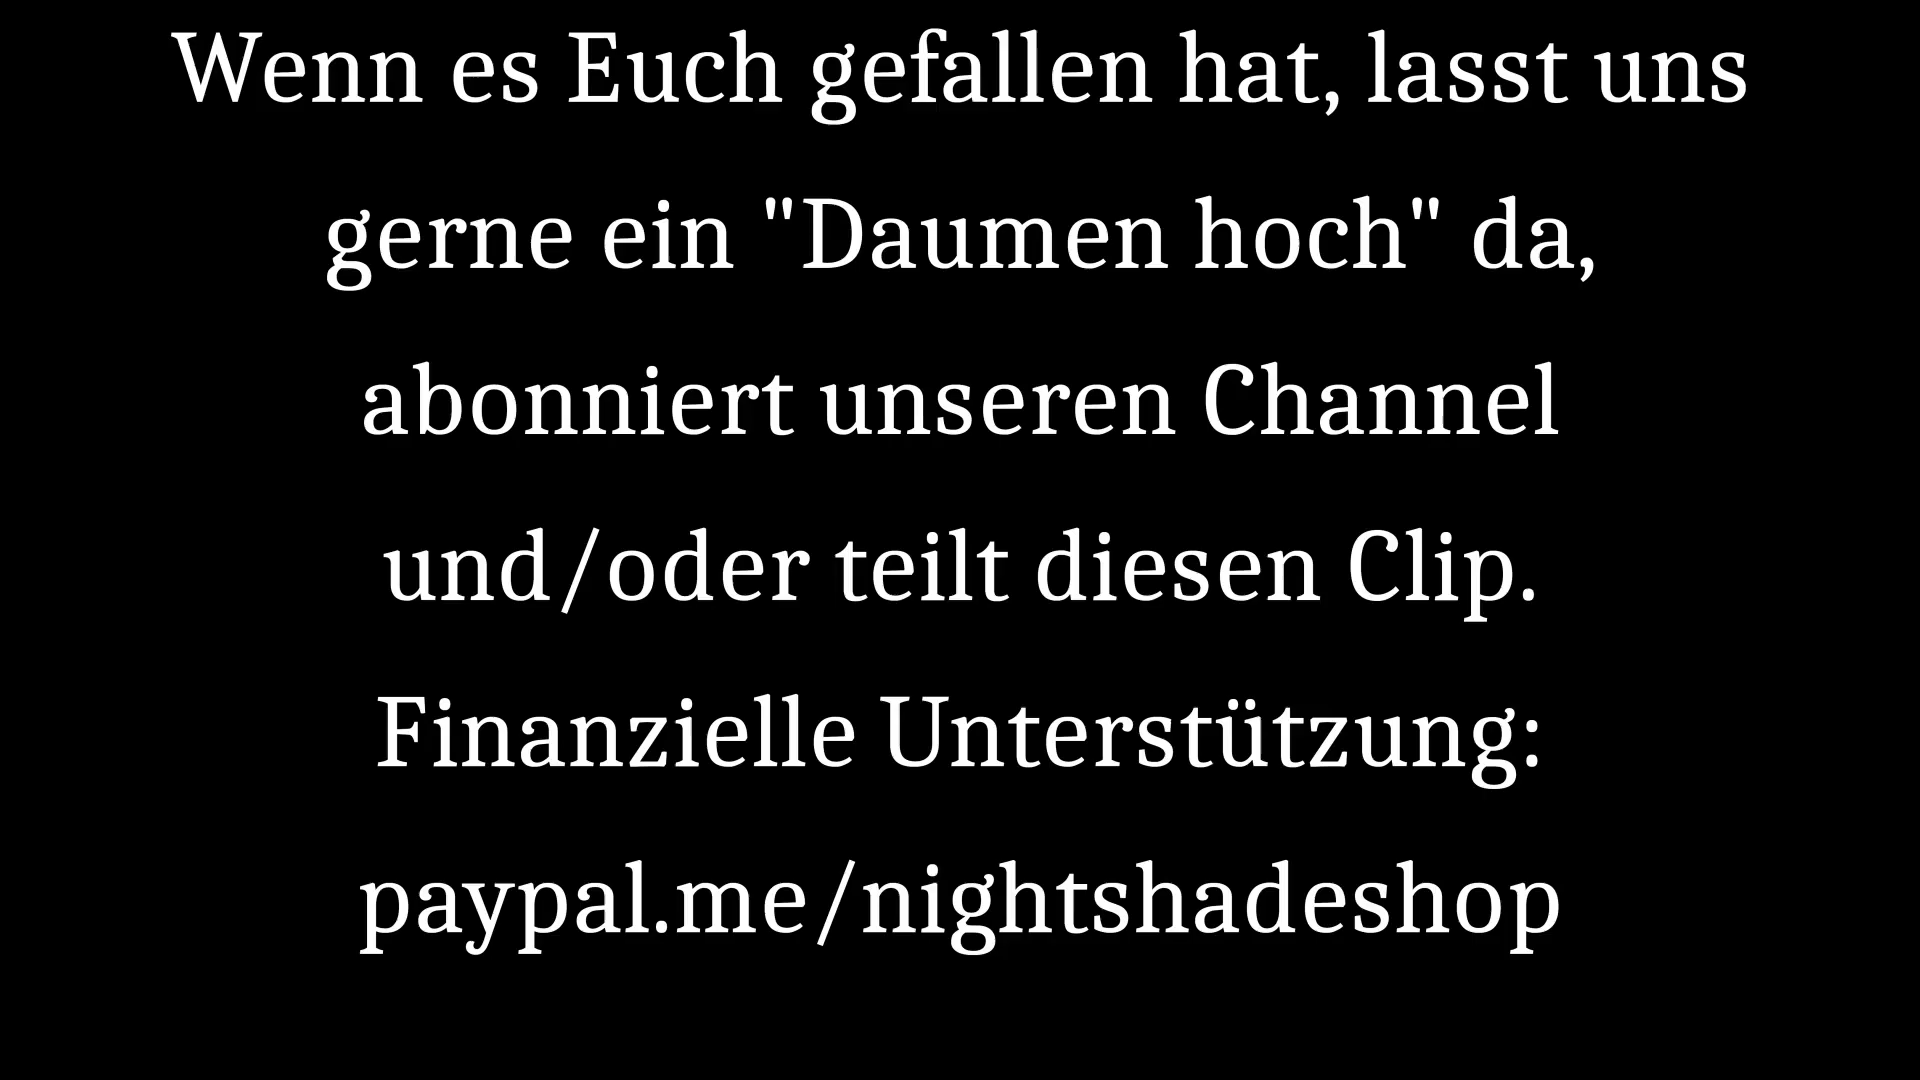 Wenn es Euch gefallen hat, lasst uns
gerne ein "Daumen hoch" da,
abonniert unseren Channel
und/oder teilt diesen Clip.
Finanzielle Unterstützung:
paypal.me/nightshadeshop